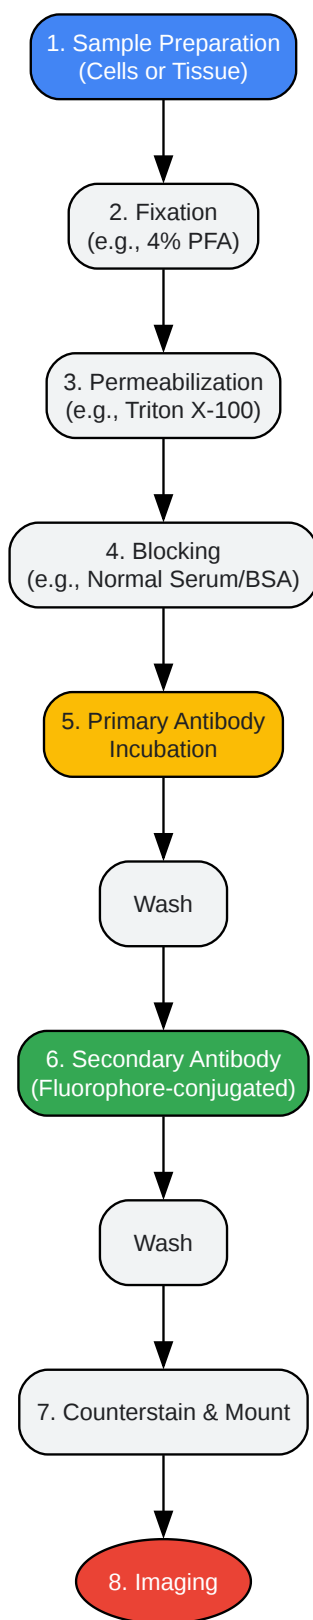 1. Sample Preparation
(Cells or Tissue)
2. Fixation
(e.g., 4% PFA)
3. Permeabilization
(e.g., Triton X-100)
4. Blocking
(e.g., Normal Serum/BSA)
5. Primary Antibody
Incubation
Wash
6. Secondary Antibody
(Fluorophore-conjugated)
Wash
7. Counterstain & Mount
8. Imaging